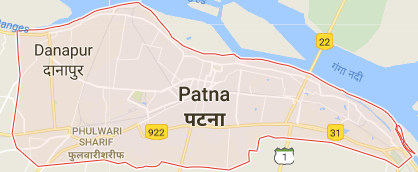 anges
Danapur
दानापुर
22
गंगा नदी
Patna
पटना
PHULWARI
SHARIF
फुलवारीशरीफ
922
31
1